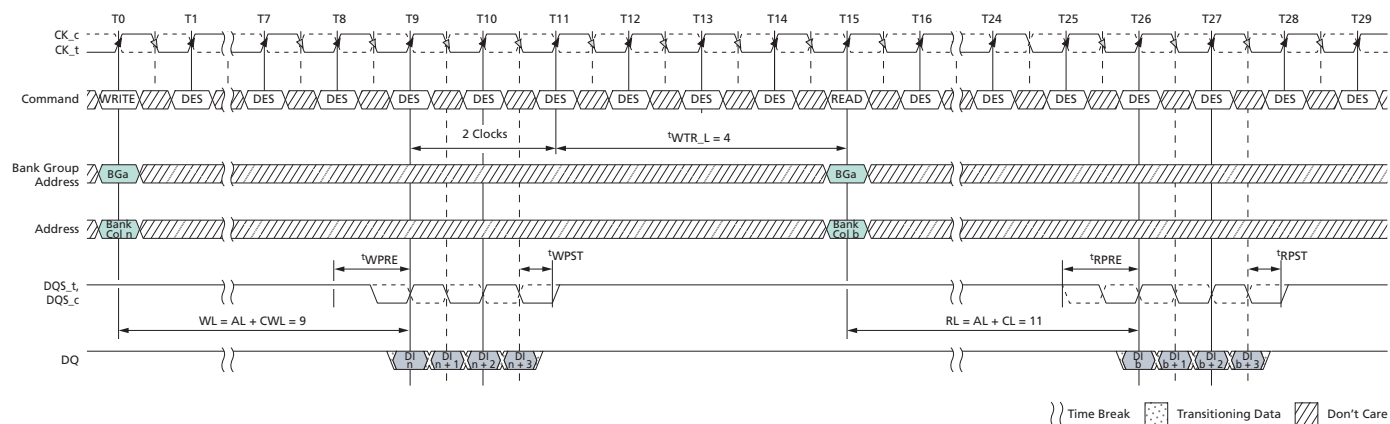 T0 T1 T7 T8 T9 T10 T11 T12 T13 T14 T15 T16 T24 T25 T26 T27 T28 T29
CK_c
CK_t
Command WRITE DES DES DES DES DES DES DES DES DES READ DES DES DES DES DES DES DES
2 Clocks tWTR_L = 4
Bank Group
Address BGa BGa
Address Bank
Col n Bank
Col b
tWPRE tWPST tRPRE tRPST
DQS_t,
DQS_c
WL = AL + CWL = 9 RL = AL + CL = 11
DQ DI
n DI
n + 1 DI
n + 2 DI
n + 3 DI
b DI
b + 1 DI
b + 2 DI
b + 3
Time Break Transitioning Data Don't Care